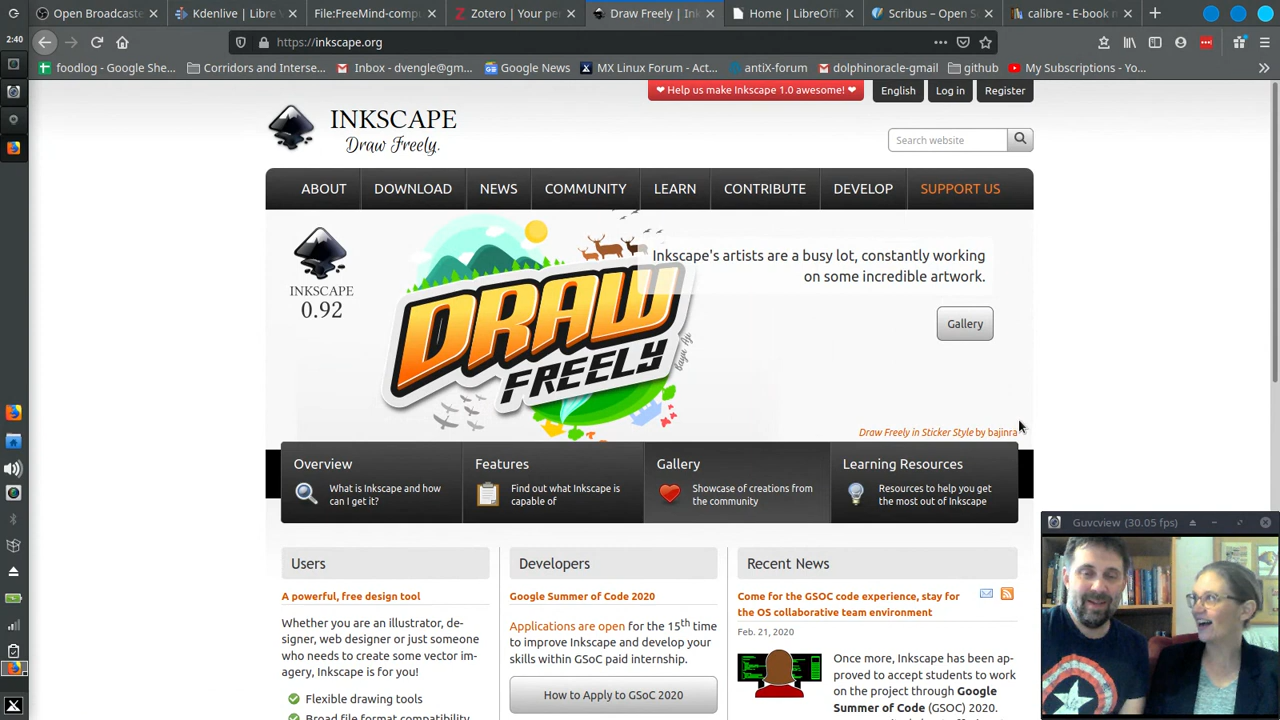 2:40
Open Broadcaste
Kdenlive | Libre V
File:FreeMind-compu
Zotero | Your pe
Draw Freely | Ink
Home | LibreOffi
Scribus – Open S
calibre - E-book m
https://inkscape.org
foodlog - Google She...
Corridors and Interse...
Inbox - dvengle@gm...
Google News
MX Linux Forum - Act...
antiX-forum
dolphinoracle-gmail
github
My Subscriptions - Yo...
❤ Help us make Inkscape 1.0 awesome! ❤
English
Log in
Register
INKSCAPE
Draw Freely.
Search website
ABOUT
DOWNLOAD
NEWS
COMMUNITY
LEARN
CONTRIBUTE
DEVELOP
SUPPORT US
INKSCAPE
0.92
DRAW
FREELY
Inkscape's artists are a busy lot, constantly working
on some incredible artwork.
Gallery
Draw Freely in Sticker Style by bajinra
Overview
What is Inkscape and how
can I get it?
Features
Find out what Inkscape is
capable of
Gallery
Showcase of creations from
the community
Learning Resources
Resources to help you get
the most out of Inkscape
Guvcview (30.05 fps)
Users
A powerful, free design tool
Whether you are an illustrator, de-
signer, web designer or just someone
who needs to create some vector im-
agery, Inkscape is for you!
Flexible drawing tools
Broad file format compatibility
Developers
Google Summer of Code 2020
Applications are open for the 15th time
to improve Inkscape and develop your
skills within GSoC paid internship.
How to Apply to GSoC 2020
Recent News
Come for the GSOC code experience, stay for
the OS collaborative team environment
Feb. 21, 2020
Once more, Inkscape has been ap-
proved to accept students to work
on the project through Google
Summer of Code (GSOC) 2020.